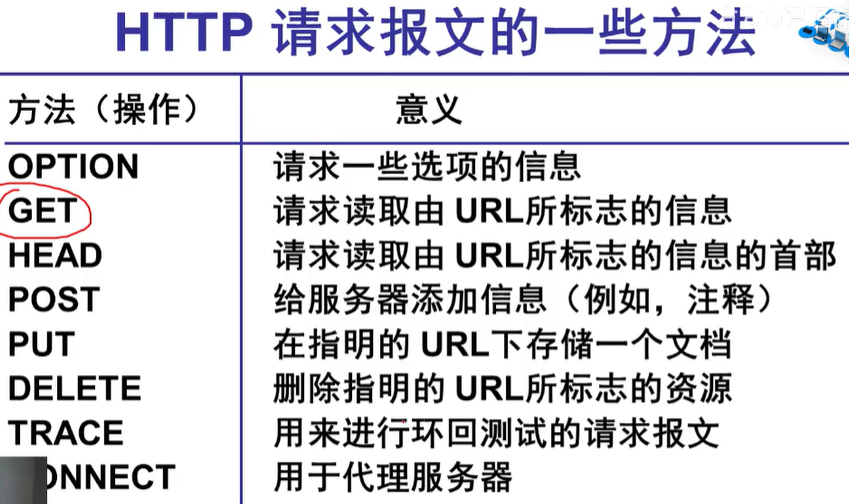 HTTP 请求报文的一些方法
方法（操作） 意义
OPTION 请求一些选项的信息
GET 请求读取由 URL所标志的信息
HEAD 请求读取由 URL所标志的信息的首部
POST 给服务器添加信息（例如，注释）
PUT 在指明的 URL下存储一个文档
DELETE 删除指明的 URL所标志的资源
TRACE 用来进行环回测试的请求报文
ONNECT 用于代理服务器